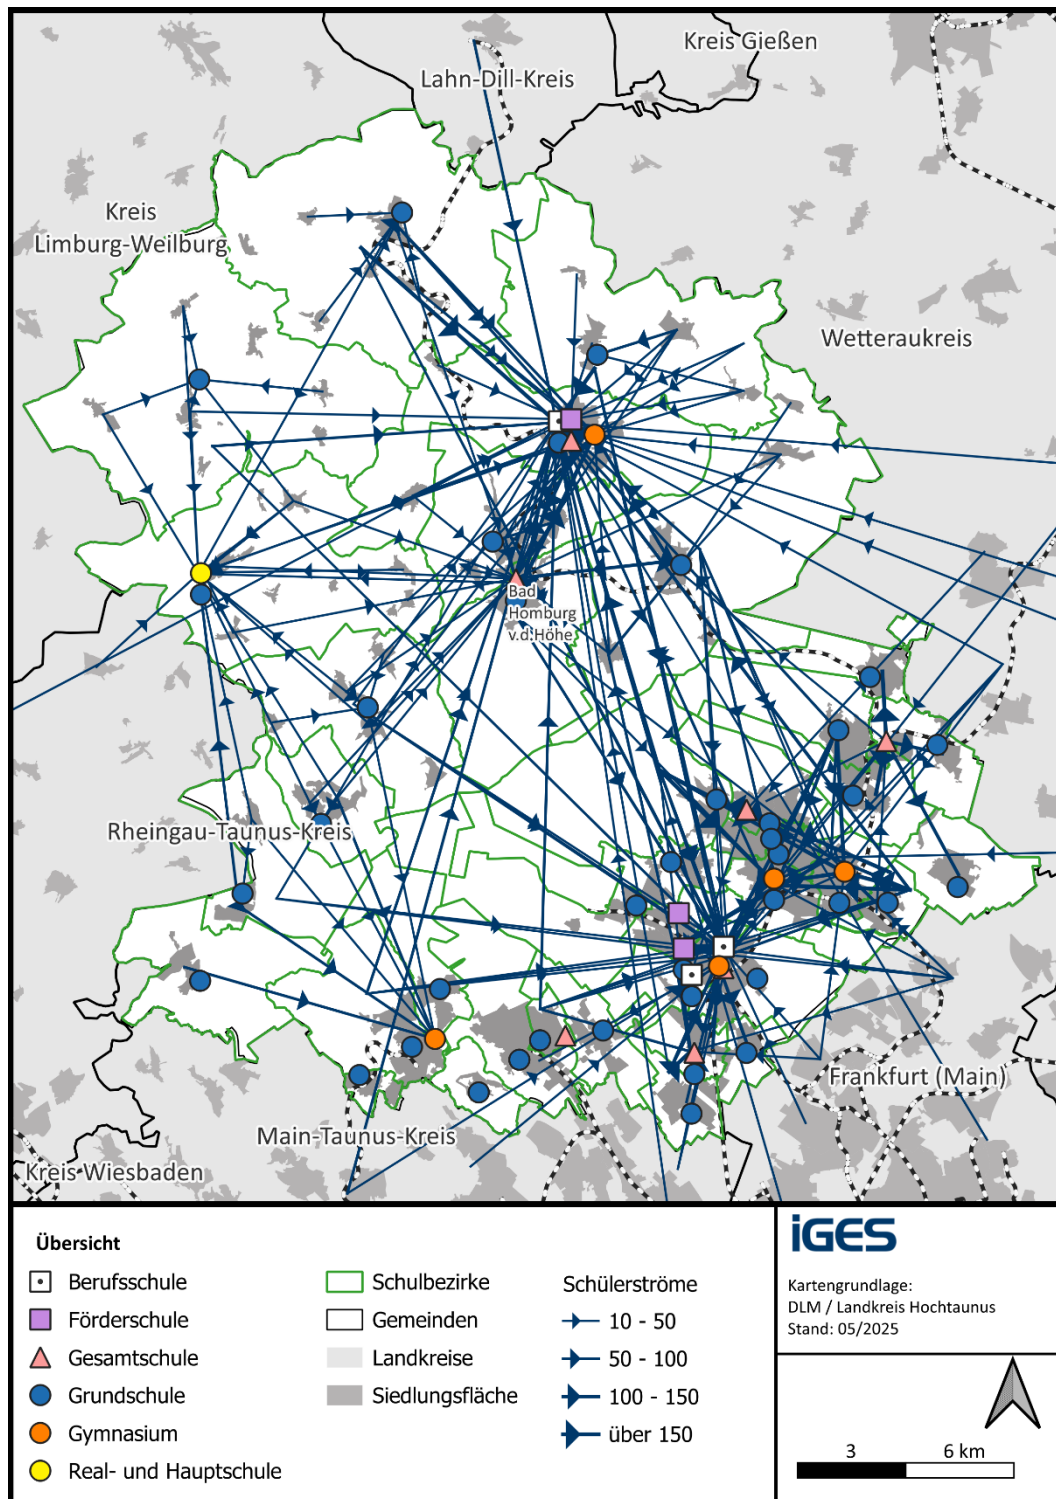 Kreis Gießen
Lahn-Dill-Kreis
Kreis
Limburg-Weilburg
Wetteraukreis
Bad
Homburg
v.d.Höhe
Rheingau-Taunus-Kreis
Frankfurt (Main)
Main-Taunus-Kreis
Kreis Wiesbaden
Übersicht
Berufsschule
Förderschule
Gesamtschule
Grundschule
Gymnasium
Real- und Hauptschule
Schulbezirke
Gemeinden
Landkreise
Siedlungsfläche
Schülerströme
10 - 50
50 - 100
100 - 150
über 150
iGES
Kartengrundlage:
DLM / Landkreis Hochtaunus
Stand: 05/2025
3 6 km